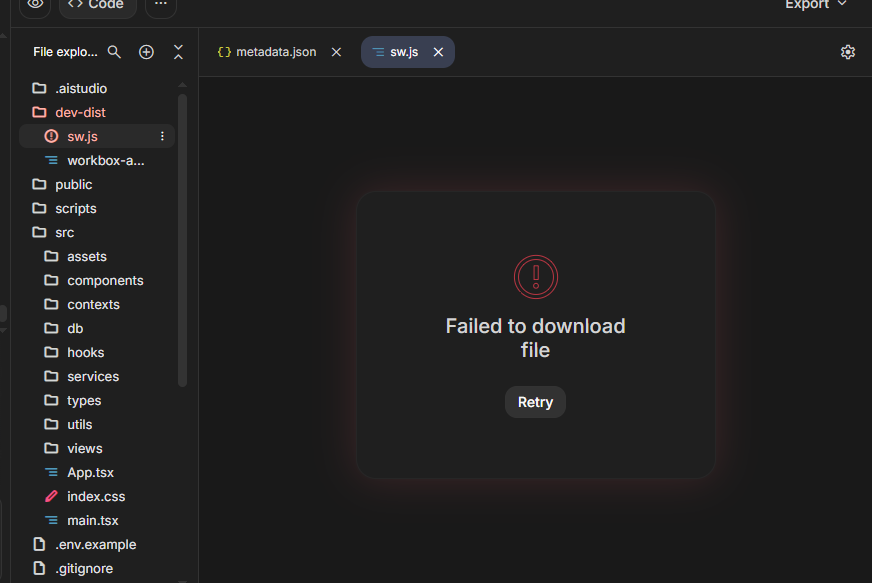 Code
Export
File explo...
metadata.json
sw.js
.aistudio
dev-dist
sw.js
workbox-a...
public
scripts
src
assets
components
contexts
db
hooks
services
types
utils
views
App.tsx
index.css
main.tsx
.env.example
.gitignore
Failed to download
file
Retry